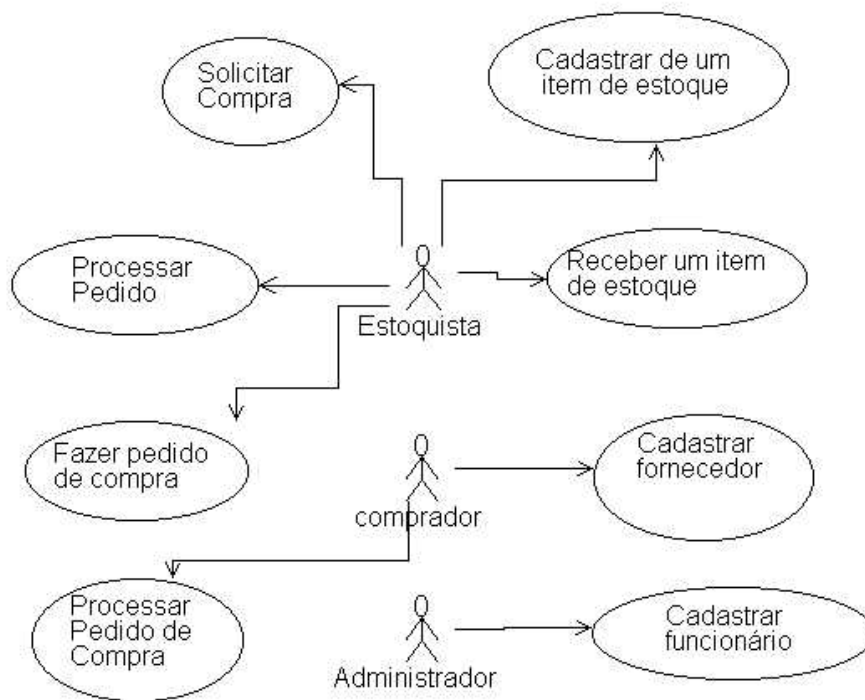 Solicitar
Compra
Cadastrar de um
item de estoque
Processar
Pedido
Receber um item
de estoque
Estoquista
Fazer pedido
de compra
Cadastrar
fornecedor
comprador
Processar
Pedido de
Compra
Cadastrar
funcionário
Administrador